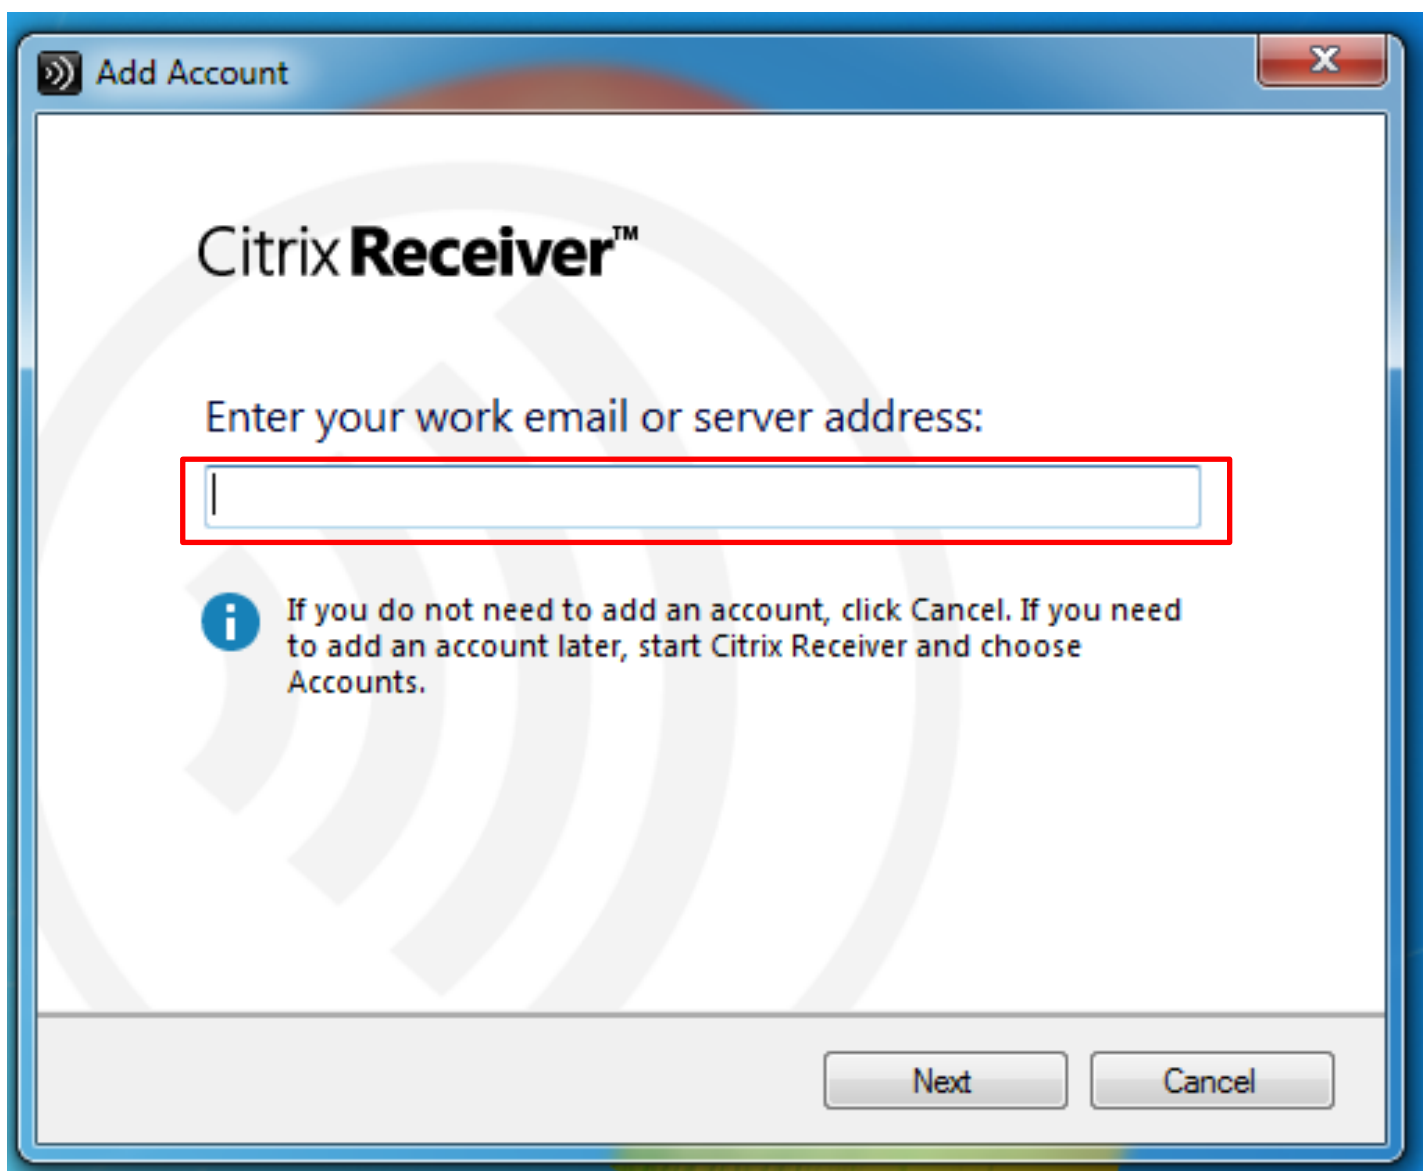 Add Account
Citrix Receiver™
Enter your work email or server address:
If you do not need to add an account, click Cancel. If you need
to add an account later, start Citrix Receiver and choose
Accounts.
Next
Cancel